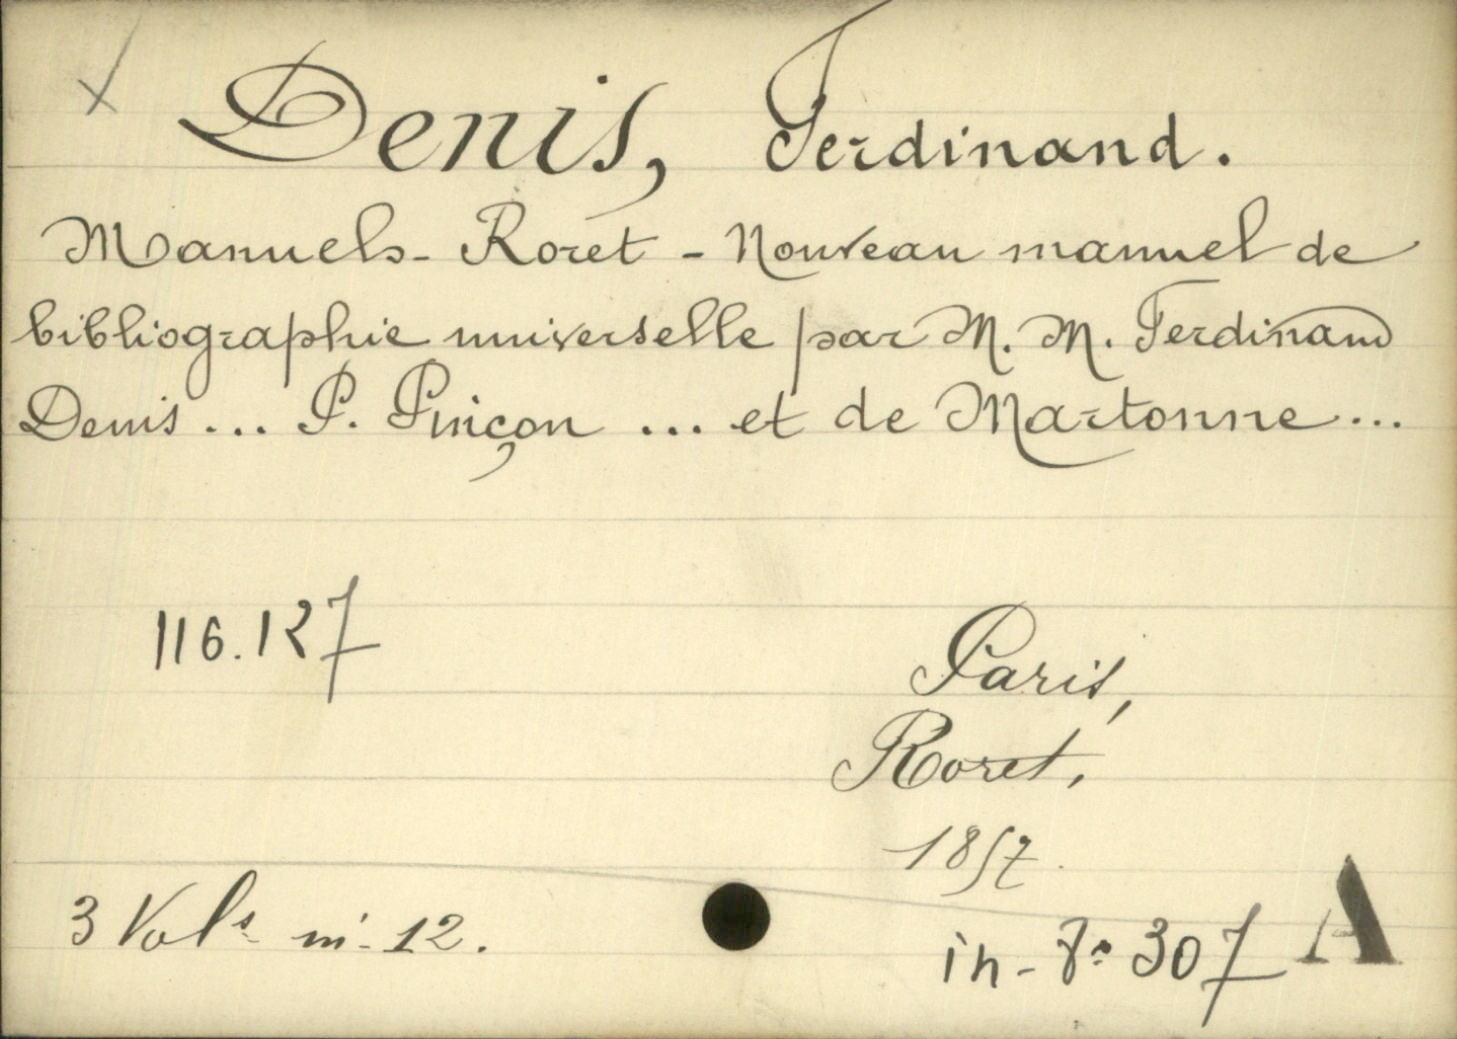 Denis, Ferdinand.
Manuels-Roret - Nouveau manuel de
bibliographie universelle par M. M. Ferdinand
Denis ... P. Pinçon ... et de Martonne ...
116.127
Paris,
Roret,
1857.
3 Vols in-12.
in-8o 307 A